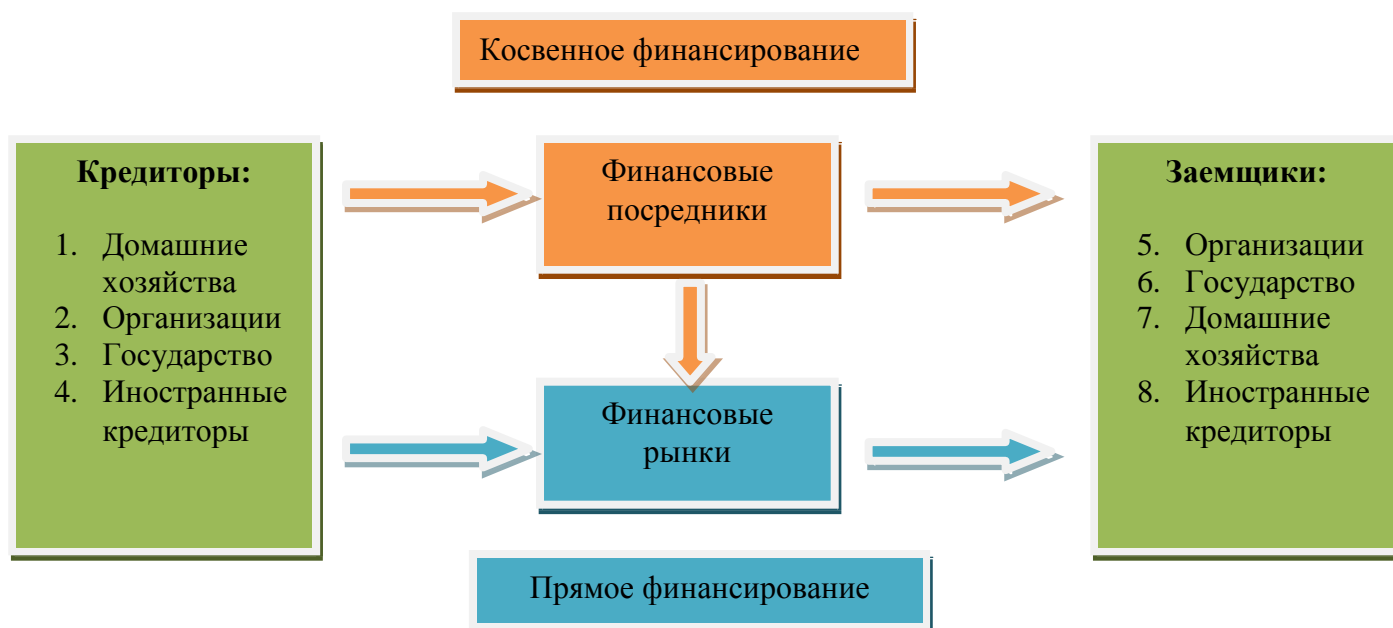 Косвенное финансирование
Кредиторы:
1. Домашние
хозяйства
2. Организации
3. Государство
4. Иностранные
кредиторы
Финансовые
посредники
Финансовые
рынки
Заемщики:
5. Организации
6. Государство
7. Домашние
хозяйства
8. Иностранные
кредиторы
Прямое финансирование